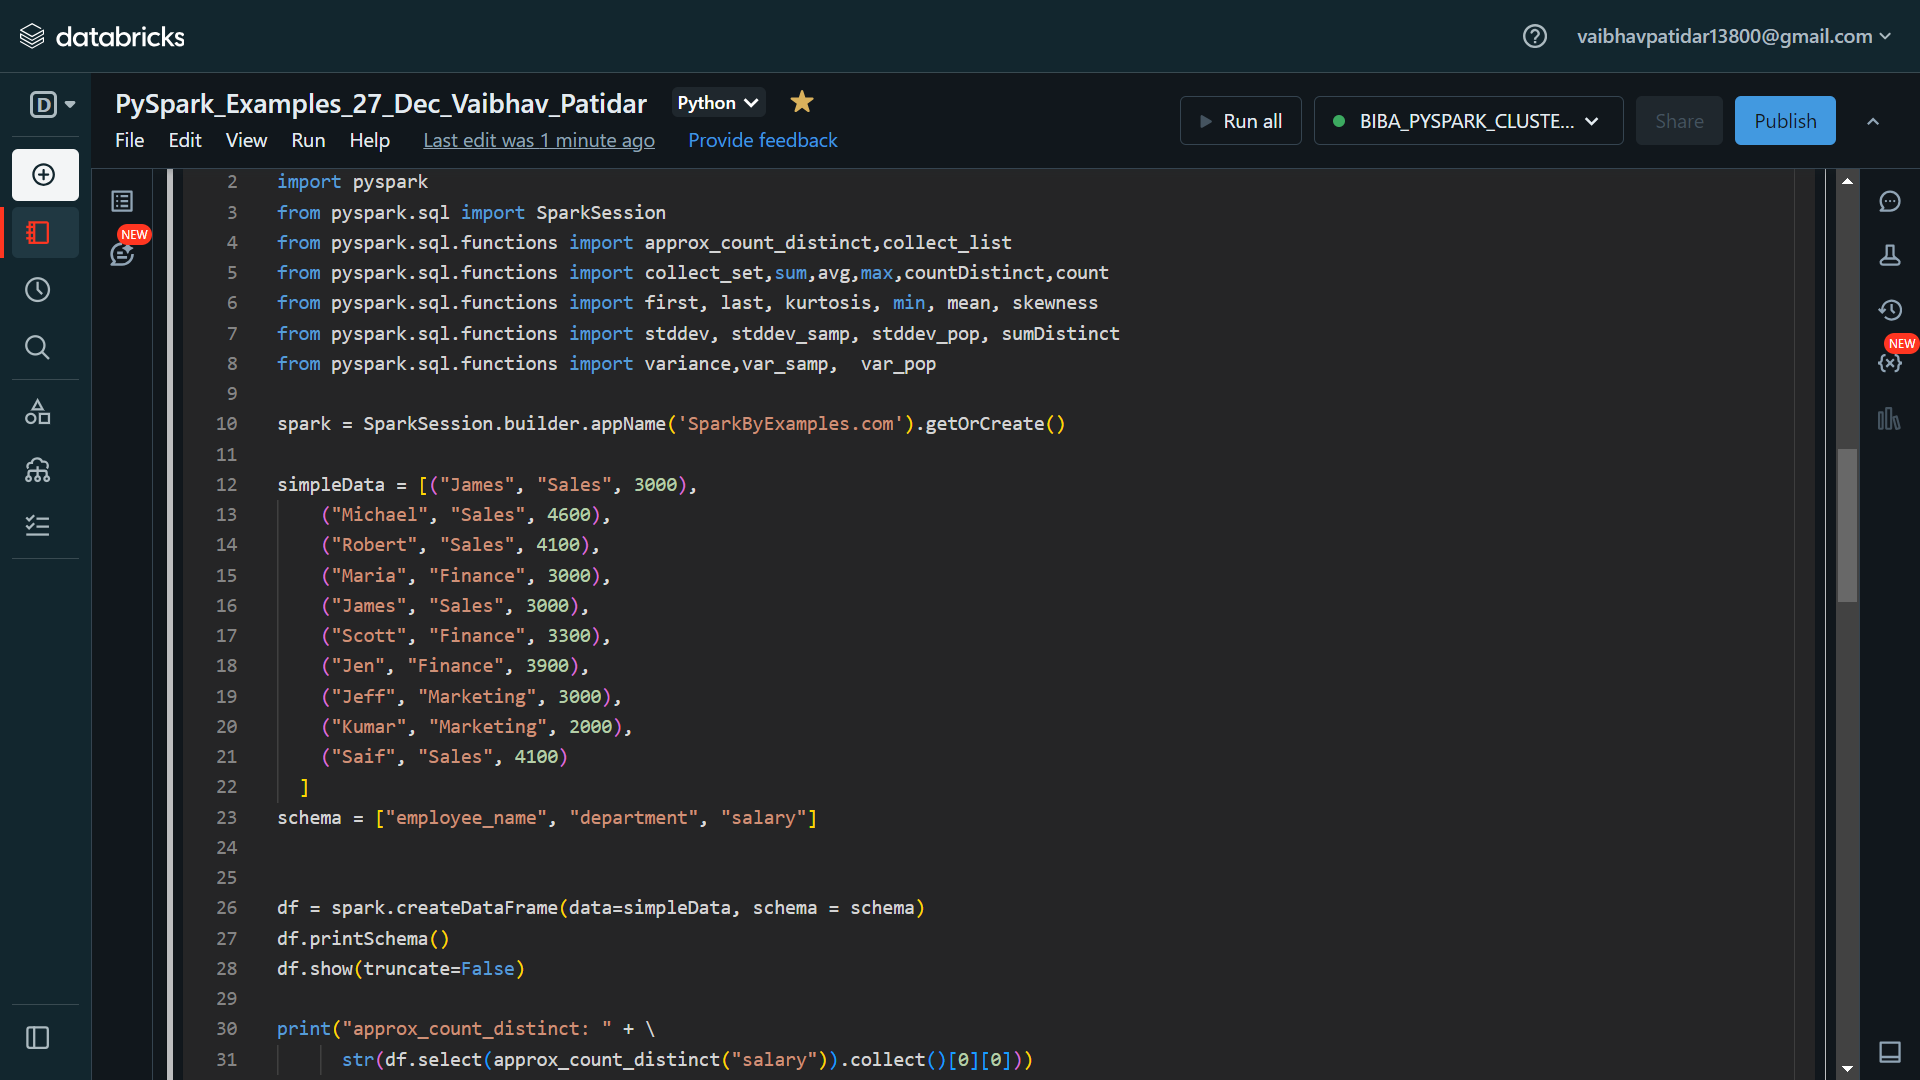 databricks
vaibhavpatidar13800@gmail.com
D
PySpark_Examples_27_Dec_Vaibhav_Patidar Python
File Edit View Run Help Last edit was 1 minute ago Provide feedback
Run all BIBA_PYSPARK_CLUSTE... Share Publish
NEW
NEW
2 import pyspark
3 from pyspark.sql import SparkSession
4 from pyspark.sql.functions import approx_count_distinct,collect_list
5 from pyspark.sql.functions import collect_set,sum,avg,max,countDistinct,count
6 from pyspark.sql.functions import first, last, kurtosis, min, mean, skewness
7 from pyspark.sql.functions import stddev, stddev_samp, stddev_pop, sumDistinct
8 from pyspark.sql.functions import variance,var_samp,  var_pop
9
10 spark = SparkSession.builder.appName('SparkByExamples.com').getOrCreate()
11
12 simpleData = [("James", "Sales", 3000),
13     ("Michael", "Sales", 4600),
14     ("Robert", "Sales", 4100),
15     ("Maria", "Finance", 3000),
16     ("James", "Sales", 3000),
17     ("Scott", "Finance", 3300),
18     ("Jen", "Finance", 3900),
19     ("Jeff", "Marketing", 3000),
20     ("Kumar", "Marketing", 2000),
21     ("Saif", "Sales", 4100)
22   ]
23 schema = ["employee_name", "department", "salary"]
24
25
26 df = spark.createDataFrame(data=simpleData, schema = schema)
27 df.printSchema()
28 df.show(truncate=False)
29
30 print("approx_count_distinct: " + \
31       str(df.select(approx_count_distinct("salary")).collect()[0][0]))